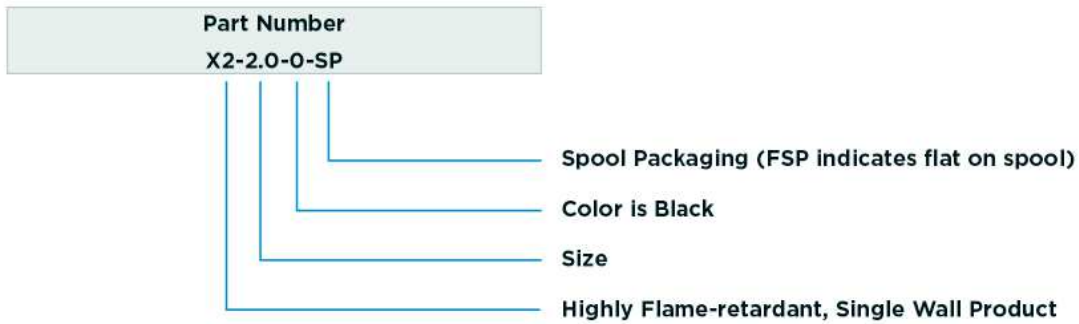 Part Number
X2-2.0-0-SP
Spool Packaging (FSP indicates flat on spool)
Color is Black
Size
Highly Flame-retardant, Single Wall Product